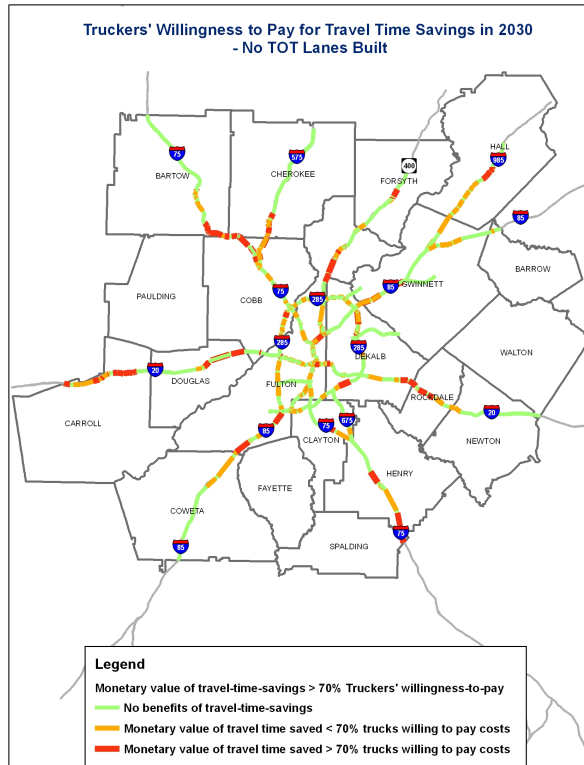 Truckers' Willingness to Pay for Travel Time Savings in 2030
- No TOT Lanes Built
HALL
985
75
575
400
BARTOW
CHEROKEE
FORSYTH
85
BARROW
75
85
GWINNETT
285
COBB
PAULDING
285
285
DEKALB
WALTON
20
DOUGLAS
FULTON
ROCKDALE
20
CARROLL
85
75
675
CLAYTON
NEWTON
HENRY
FAYETTE
COWETA
75
85
SPALDING
Legend
Monetary value of travel-time-savings > 70% Truckers' willingness-to-pay
No benefits of travel-time-savings
Monetary value of travel time saved < 70% trucks willing to pay costs
Monetary value of travel time saved > 70% trucks willing to pay costs